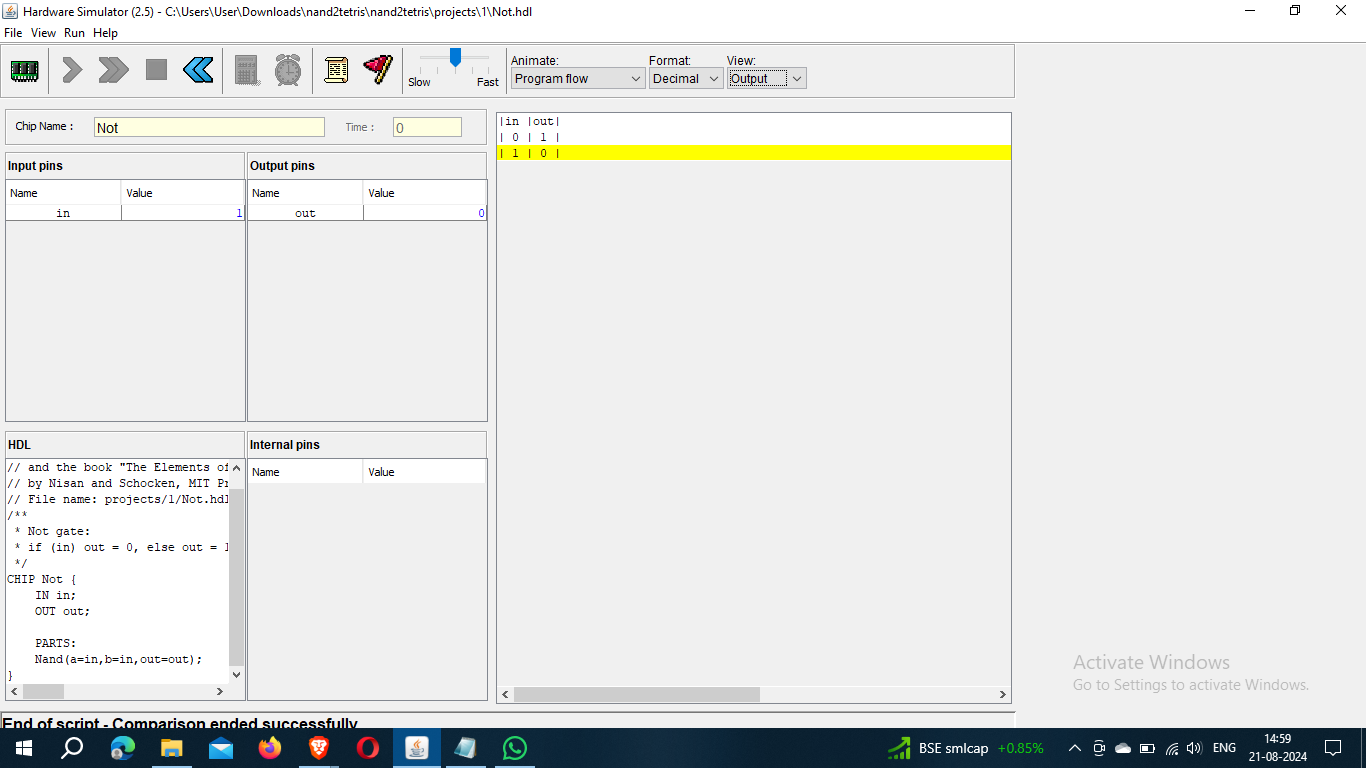 Hardware Simulator (2.5) - C:\Users\User\Downloads\nand2tetris\nand2tetris\projects\1\Not.hdl
File View Run Help
Animate: Format: View:
Slow Fast Program flow Decimal Output
Chip Name : Not Time : 0
Input pins
Name Value
in 1
Output pins
Name Value
out 0
|in |out|
| 0 | 1 |
| 1 | 0 |
HDL
// and the book "The Elements of
// by Nisan and Schocken, MIT Pr
// File name: projects/1/Not.hdl
/**
* Not gate:
* if (in) out = 0, else out = 1
*/
CHIP Not {
IN in;
OUT out;
PARTS:
Nand(a=in,b=in,out=out);
}
Internal pins
Name Value
Activate Windows
Go to Settings to activate Windows.
End of script - Comparison ended successfully
BSE smlcap +0.85% ENG 14:59
21-08-2024